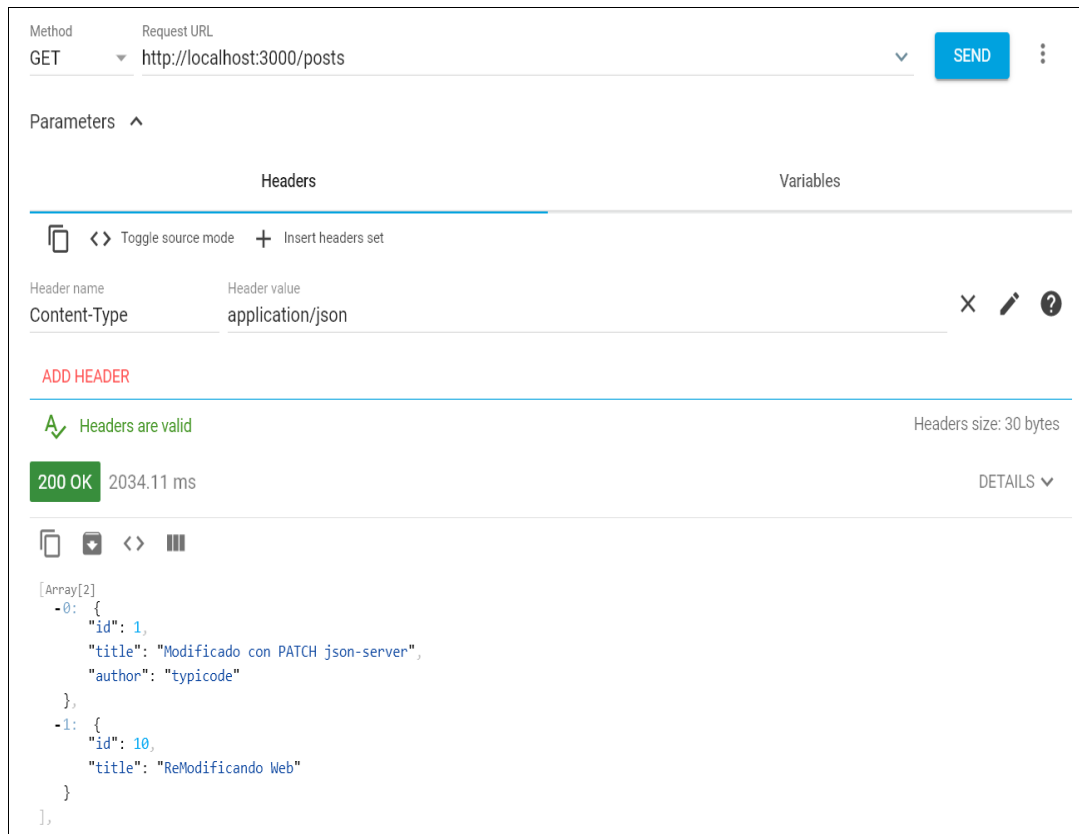 Method Request URL
GET http://localhost:3000/posts SEND
Parameters
Headers Variables
Toggle source mode Insert headers set
Header name Header value
Content-Type application/json
ADD HEADER
Headers are valid Headers size: 30 bytes
200 OK 2034.11 ms DETAILS
[Array[2]
-0: {
"id": 1,
"title": "Modificado con PATCH json-server",
"author": "typicode"
},
-1: {
"id": 10,
"title": "ReModificando Web"
}
],